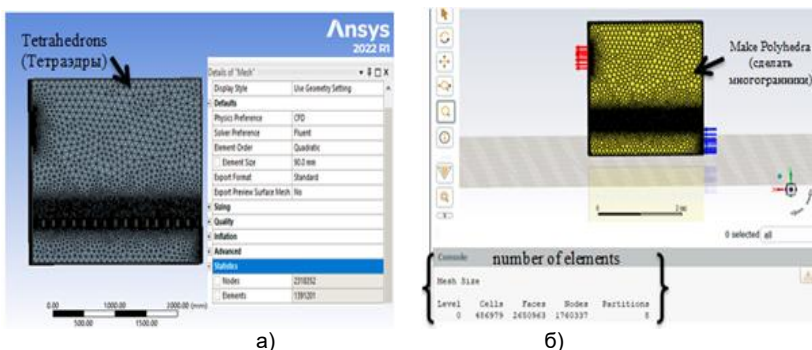 Ansys
2022 R1
Tetrahedrons
(Тетраэдры)
Details of "Mesh"
Display Style Use Geometry Setting
Defaults
Physics Preference CFD
Solver Preference Fluent
Element Order Quadratic
Element Size 90.0 mm
Export Format Standard
Export Preview Surface Mesh No
Sizing
Quality
Inflation
Advanced
Statistics
Nodes 2318352
Elements 1391201
0.00 1000.00 2000.00 (mm)
500.00 1500.00
а)
Make Polyhedra
(сделать
многогранники)
0
0 selected all
Console
number of elements
Mesh Size
Level Cells Faces Nodes Partitions
0 486979 2650963 1760337 8
б)